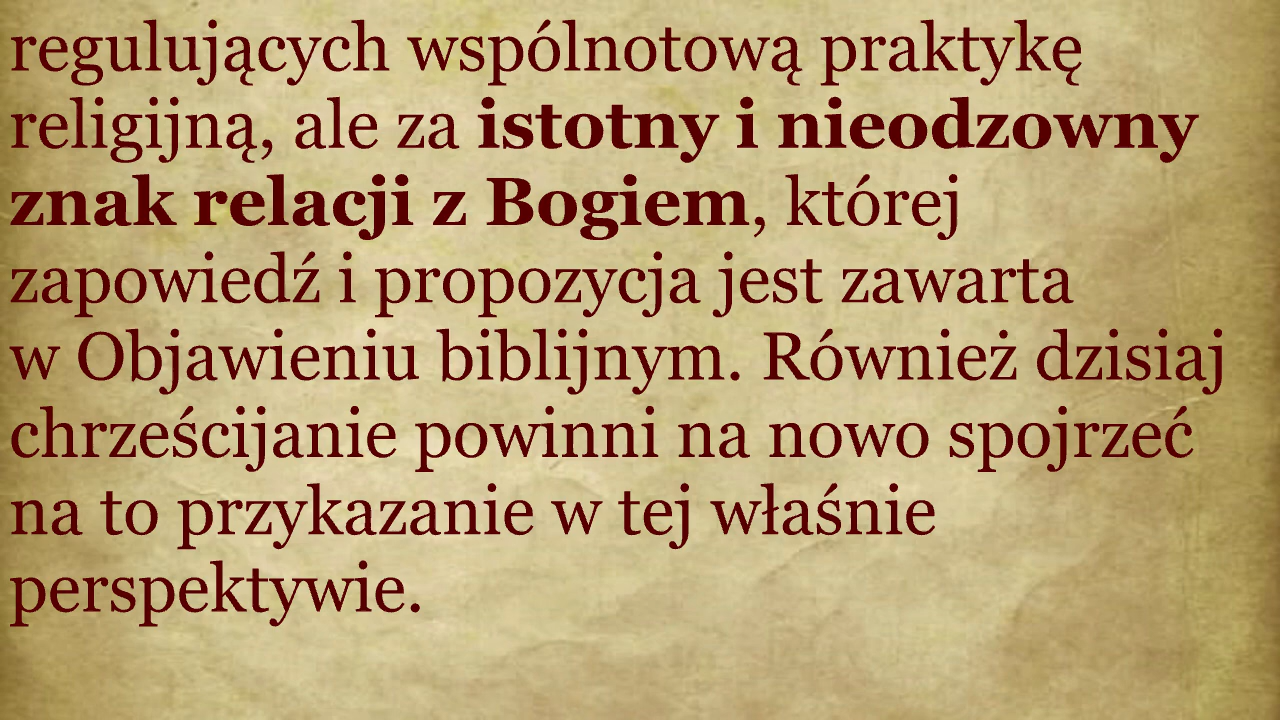 regulujących wspólnotową praktykę
religijną, ale za istotny i nieodzowny
znak relacji z Bogiem, której
zapowiedź i propozycja jest zawarta
w Objawieniu biblijnym. Również dzisiaj
chrześcijanie powinni na nowo spojrzeć
na to przykazanie w tej właśnie
perspektywie.